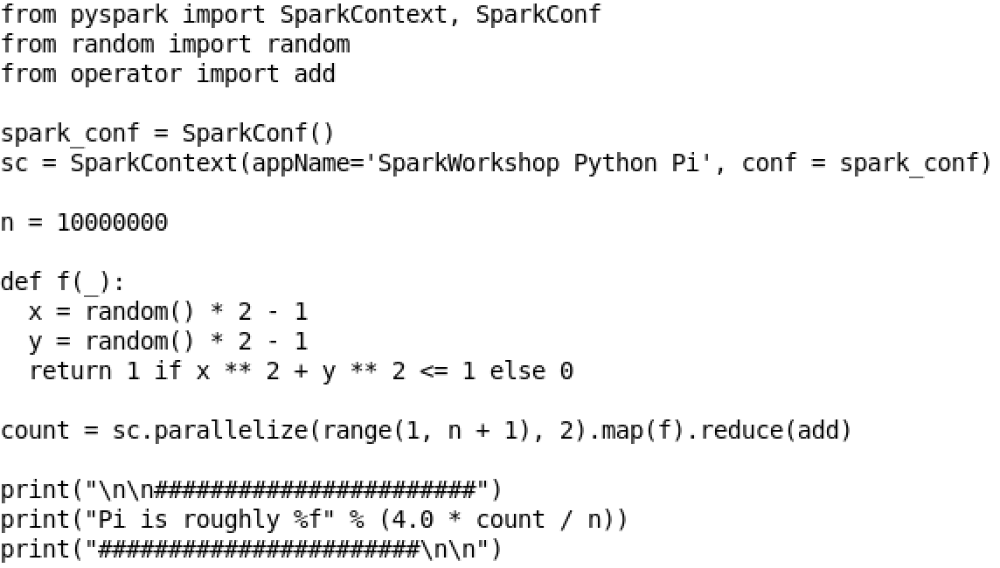 from pyspark import SparkContext, SparkConf
from random import random
from operator import add
spark_conf = SparkConf()
sc = SparkContext(appName='SparkWorkshop Python Pi', conf = spark_conf)
n = 10000000
def f(_):
  x = random() * 2 - 1
  y = random() * 2 - 1
  return 1 if x ** 2 + y ** 2 <= 1 else 0
count = sc.parallelize(range(1, n + 1), 2).map(f).reduce(add)
print("\n\n#######################")
print("Pi is roughly %f" % (4.0 * count / n))
print("#######################\n\n")